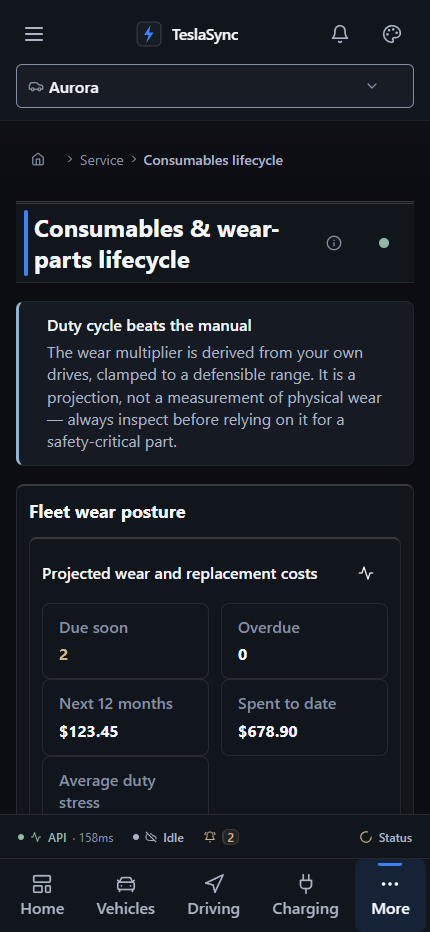 TeslaSync
Aurora
Service
Consumables lifecycle
Consumables & wear-
parts lifecycle
Duty cycle beats the manual
The wear multiplier is derived from your own
drives, clamped to a defensible range. It is a
projection, not a measurement of physical wear
— always inspect before relying on it for a
safety-critical part.
Fleet wear posture
Projected wear and replacement costs
Due soon
2
Overdue
0
Next 12 months
$123.45
Spent to date
$678.90
Average duty
stress
API · 158ms
Idle
2
Status
Home
Vehicles
Driving
Charging
More